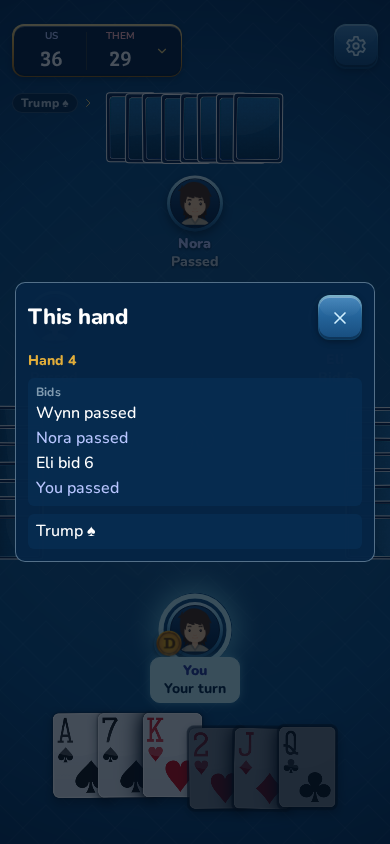 US
THEM
36
29
Trump ♠
Nora
Passed
This hand
Hand 4
Bids
Wynn passed
Nora passed
Eli bid 6
You passed
Trump ♠
D
You
Your turn
A
7
K
2
J
Q